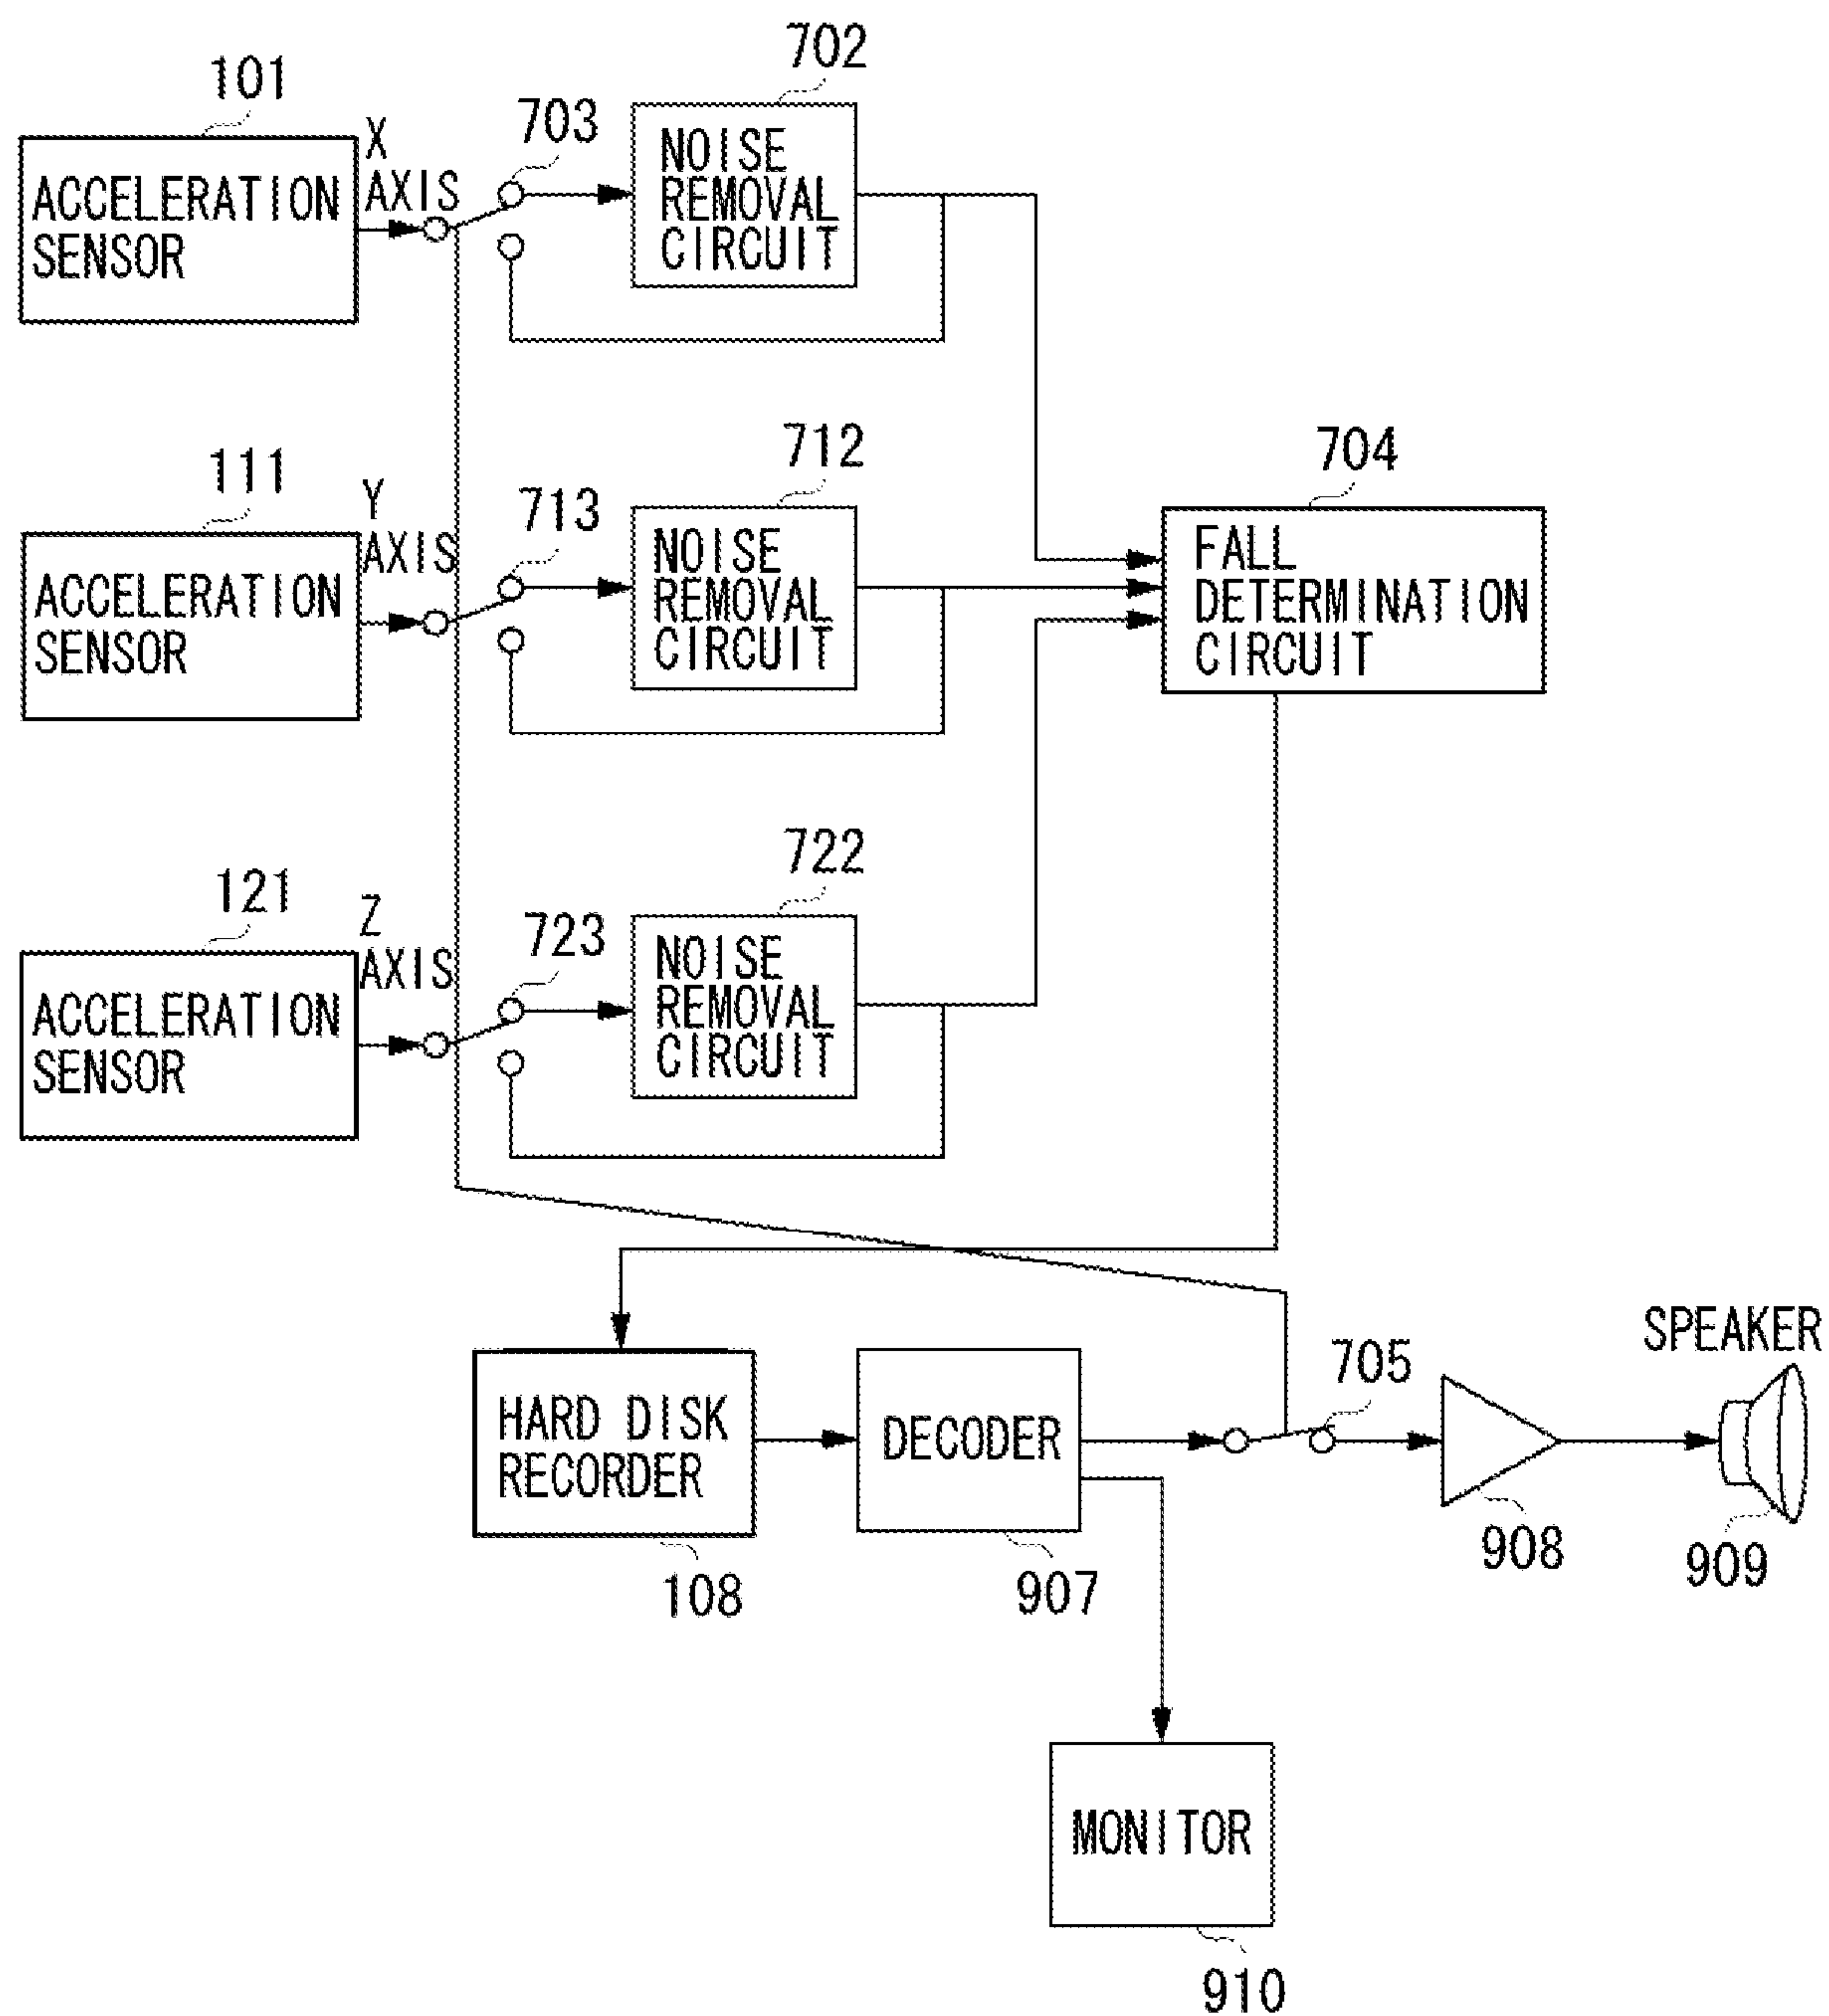 702
101
703
X
AXIS
NOISE
REMOVAL
CIRCUIT
ACCELERATION
SENSOR
712
704
111
713
Y
AXIS
NOISE
REMOVAL
CIRCUIT
FALL
DETERMINATION
CIRCUIT
ACCELERATION
SENSOR
722
121
723
Z
AXIS
NOISE
REMOVAL
CIRCUIT
ACCELERATION
SENSOR
SPEAKER
705
HARD DISK
RECORDER
DECODER
908
909
108
907
MONITOR
910